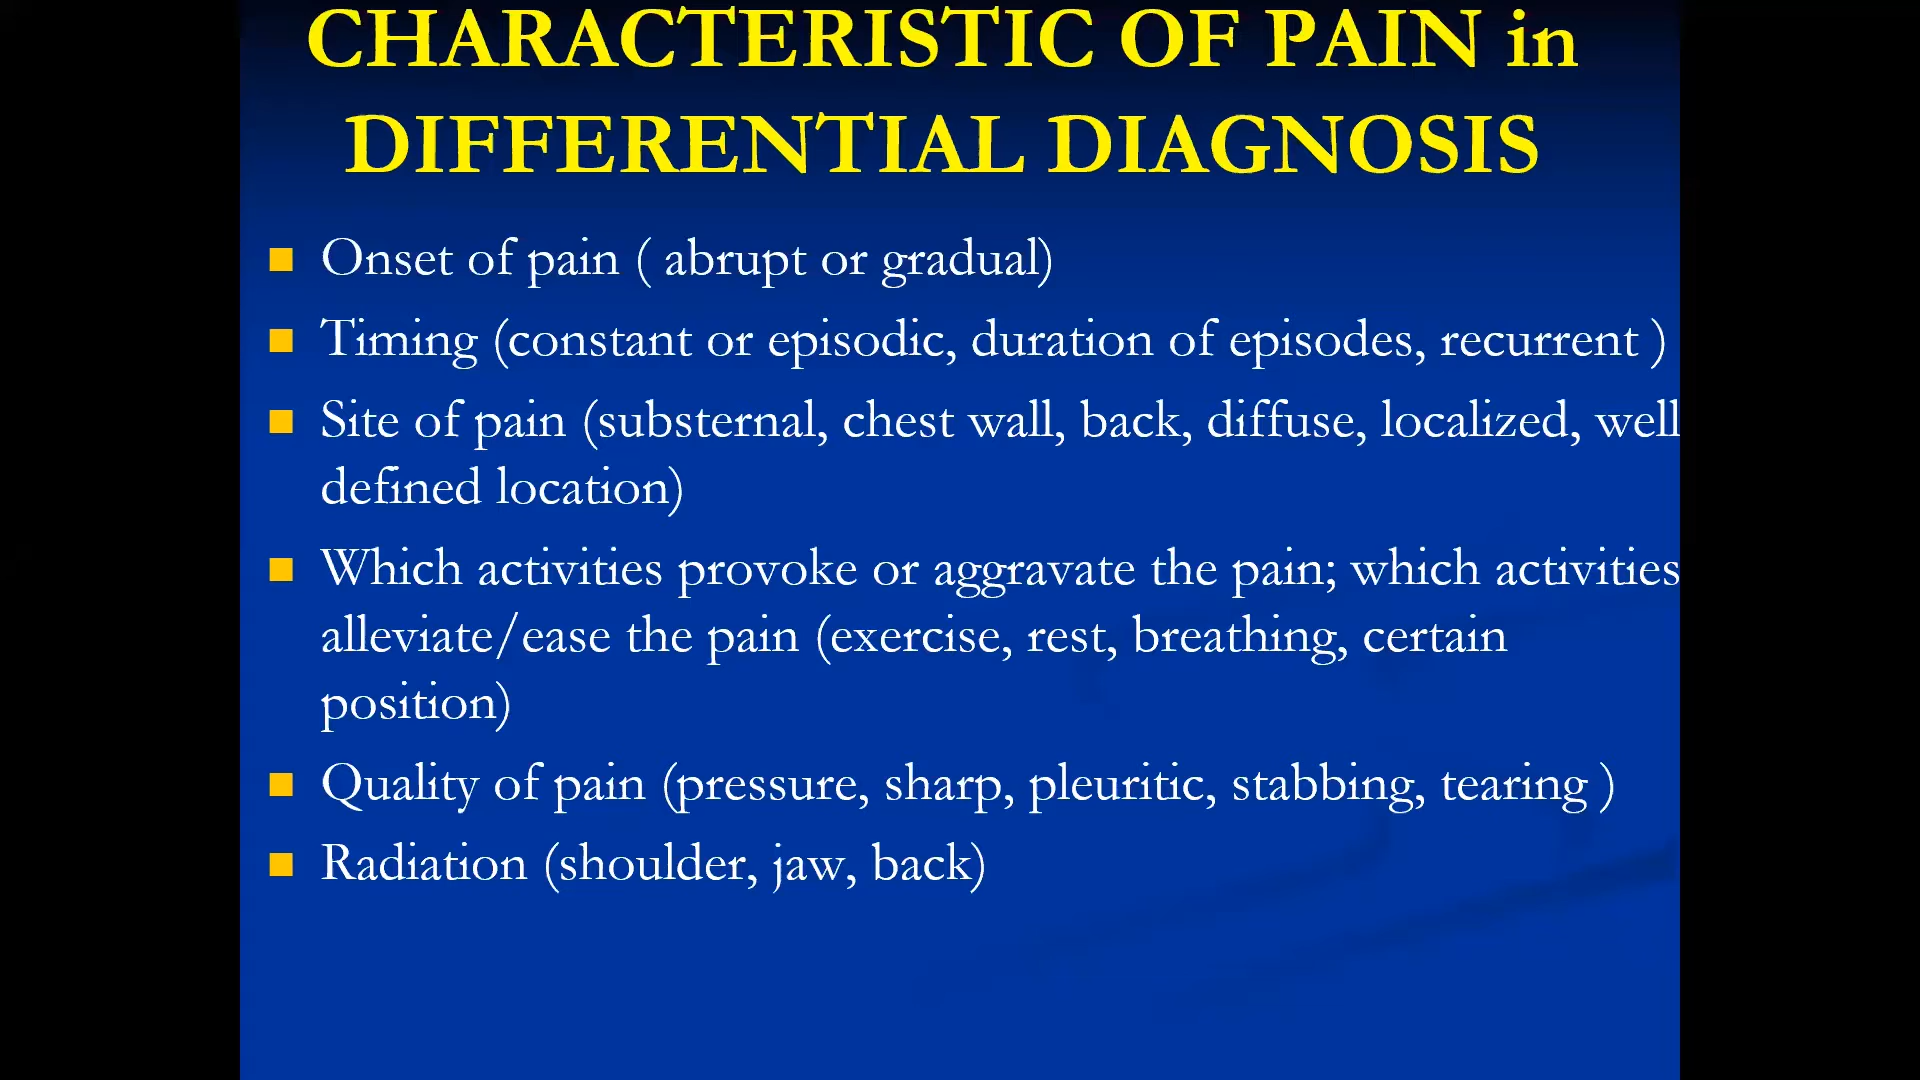 CHARACTERISTIC OF PAIN in
DIFFERENTIAL DIAGNOSIS
Onset of pain ( abrupt or gradual)
Timing (constant or episodic, duration of episodes, recurrent )
Site of pain (substernal, chest wall, back, diffuse, localized, well
defined location)
Which activities provoke or aggravate the pain; which activities
alleviate/ease the pain (exercise, rest, breathing, certain
position)
Quality of pain (pressure, sharp, pleuritic, stabbing, tearing )
Radiation (shoulder, jaw, back)